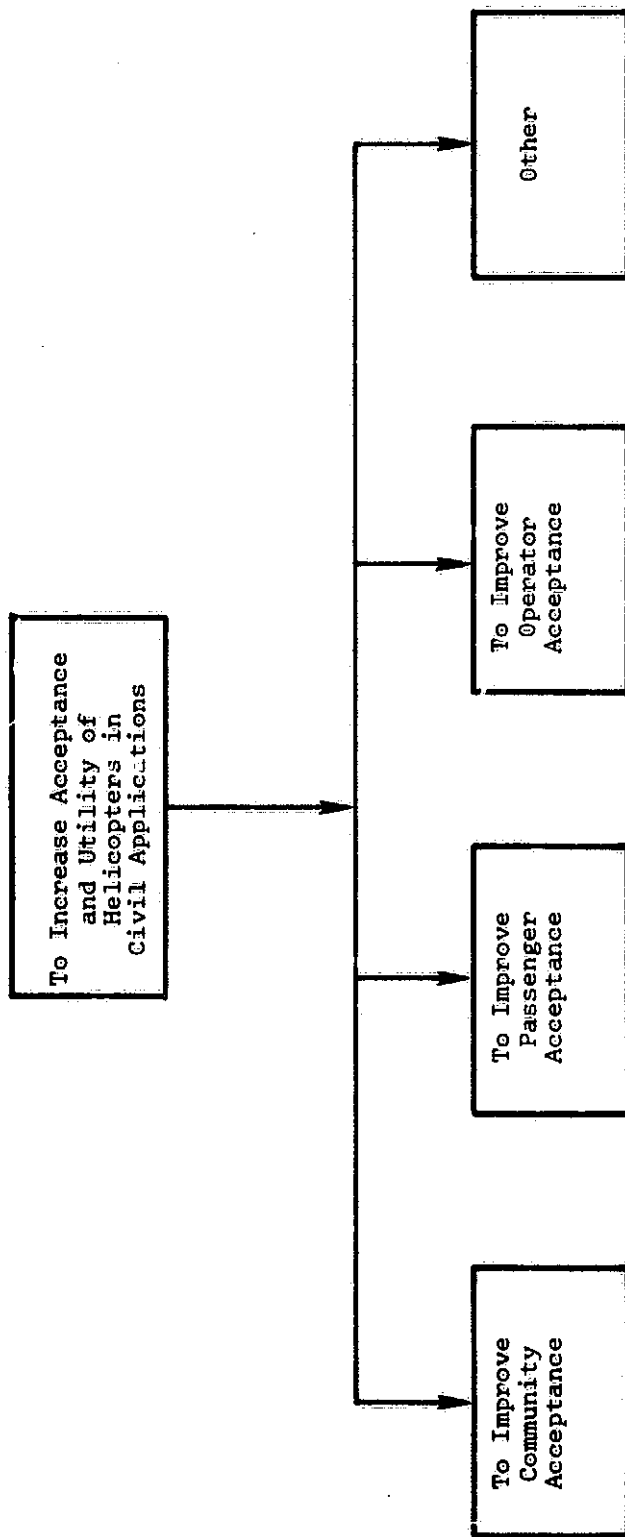 To Increase Acceptance
and Utility of
Helicopters in
Civil Applications
To Improve
Community
Acceptance
To Improve
Passenger
Acceptance
To Improve
Operator
Acceptance
Other